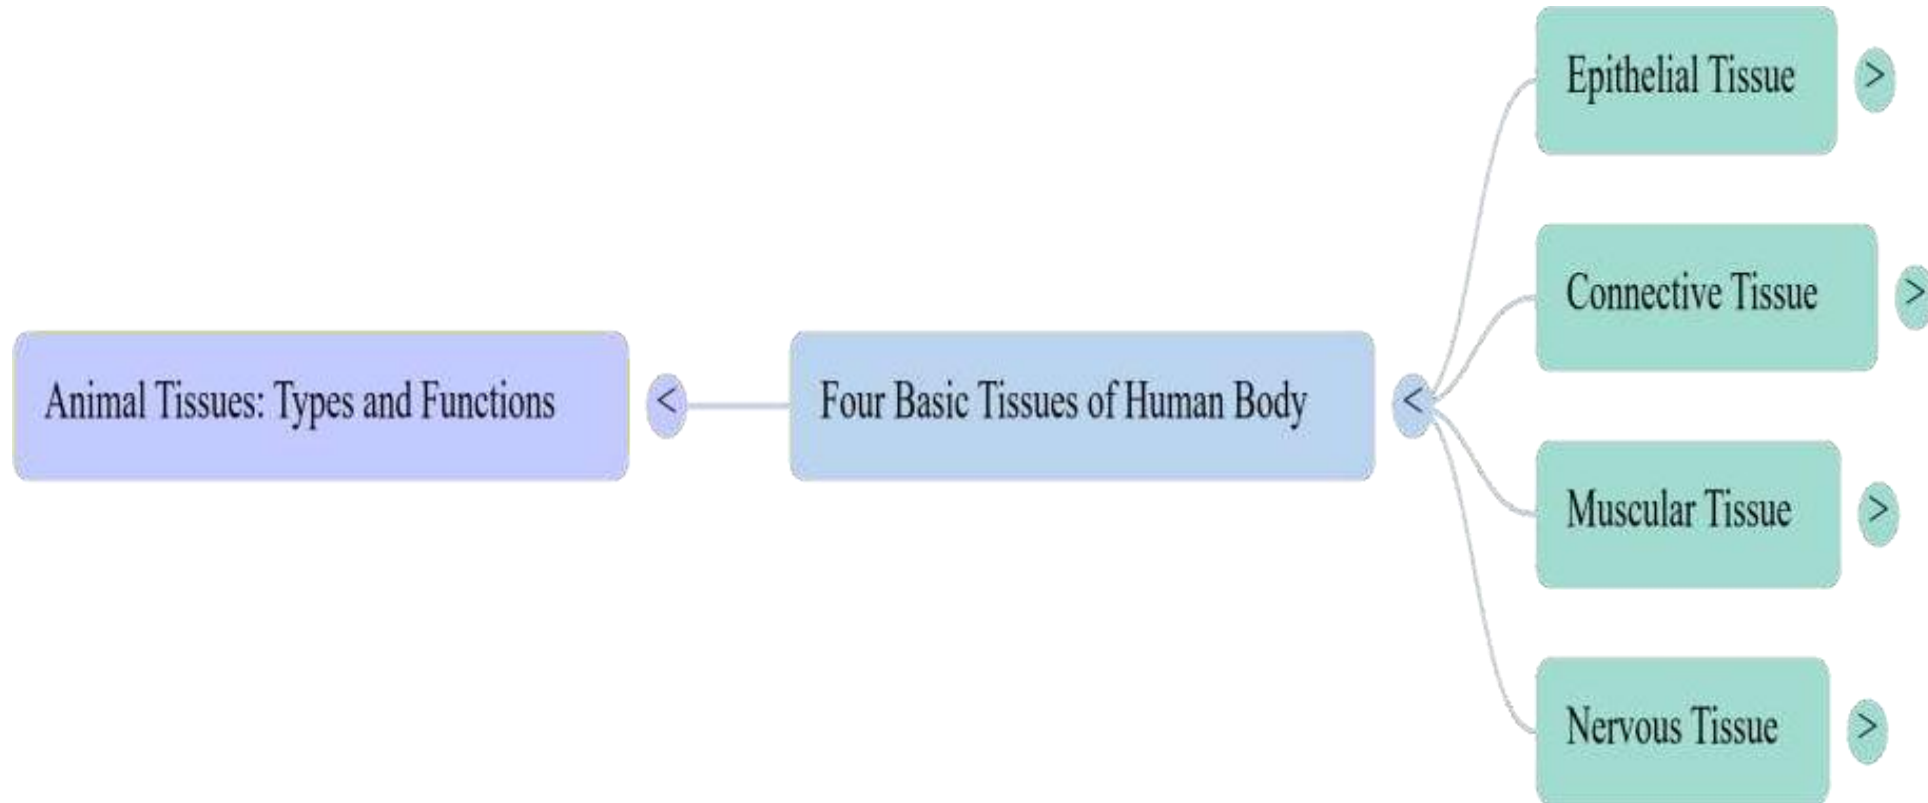 Epithelial Tissue >
Connective Tissue >
Animal Tissues: Types and Functions < Four Basic Tissues of Human Body <
Muscular Tissue >
Nervous Tissue >